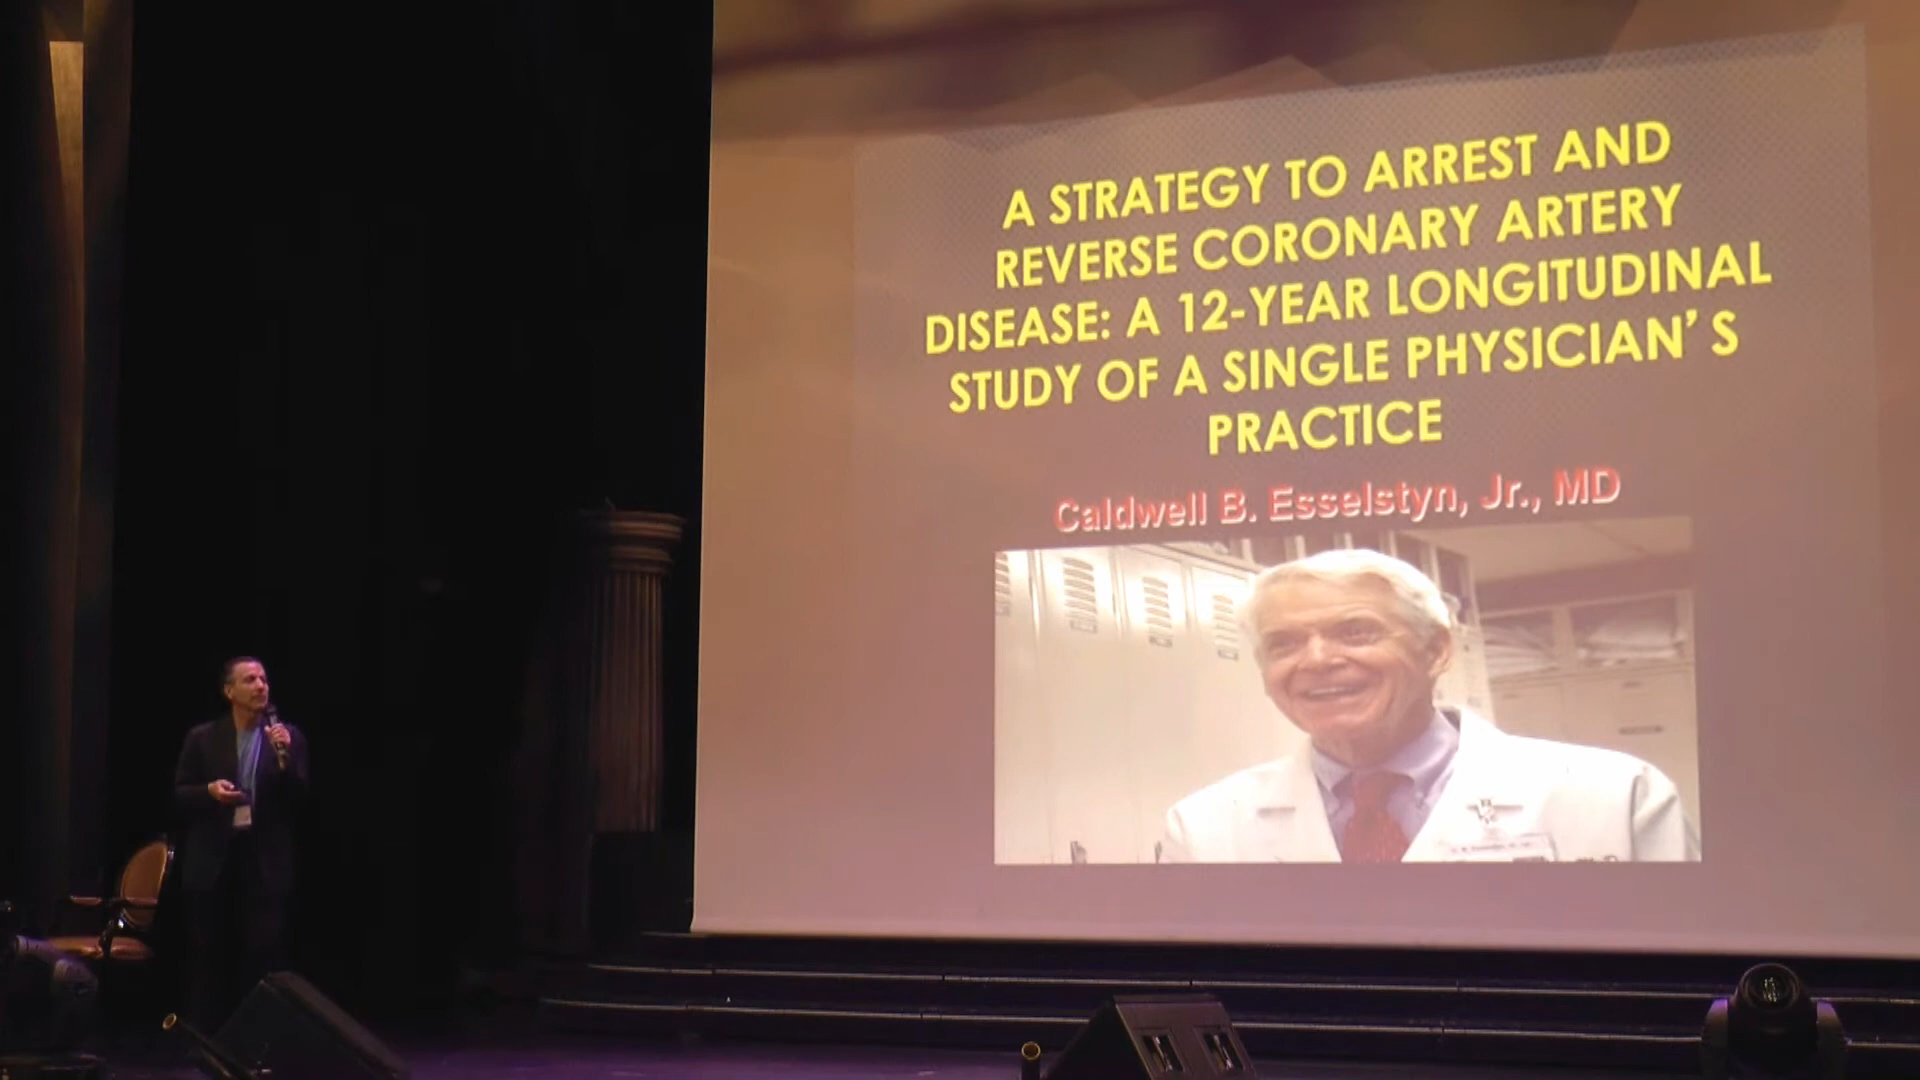 A STRATEGY TO ARREST AND
REVERSE CORONARY ARTERY
DISEASE: A 12-YEAR LONGITUDINAL
STUDY OF A SINGLE PHYSICIAN’S
PRACTICE
Caldwell B. Esselstyn, Jr., MD